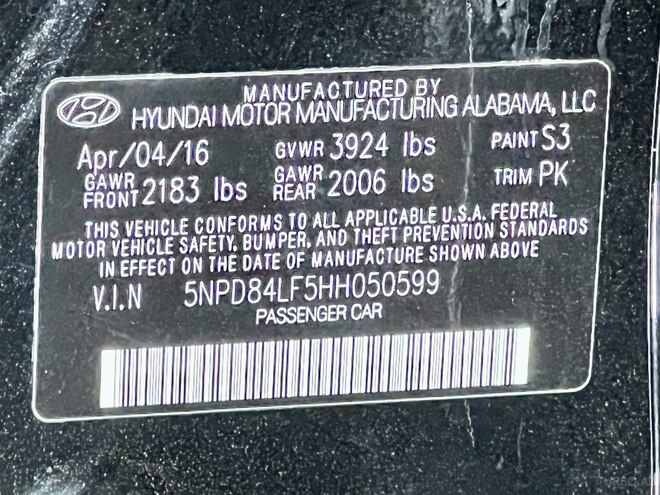 MANUFACTURED BY
HYUNDAI MOTOR MANUFACTURING ALABAMA, LLC
Apr/04/16 GVWR 3924 lbs PAINT S3
GAWR FRONT 2183 lbs GAWR REAR 2006 lbs TRIM PK
THIS VEHICLE CONFORMS TO ALL APPLICABLE U.S.A. FEDERAL
MOTOR VEHICLE SAFETY, BUMPER, AND THEFT PREVENTION STANDARDS
IN EFFECT ON THE DATE OF MANUFACTURE SHOWN ABOVE
V.I.N 5NPD84LF5HH050599
PASSENGER CAR